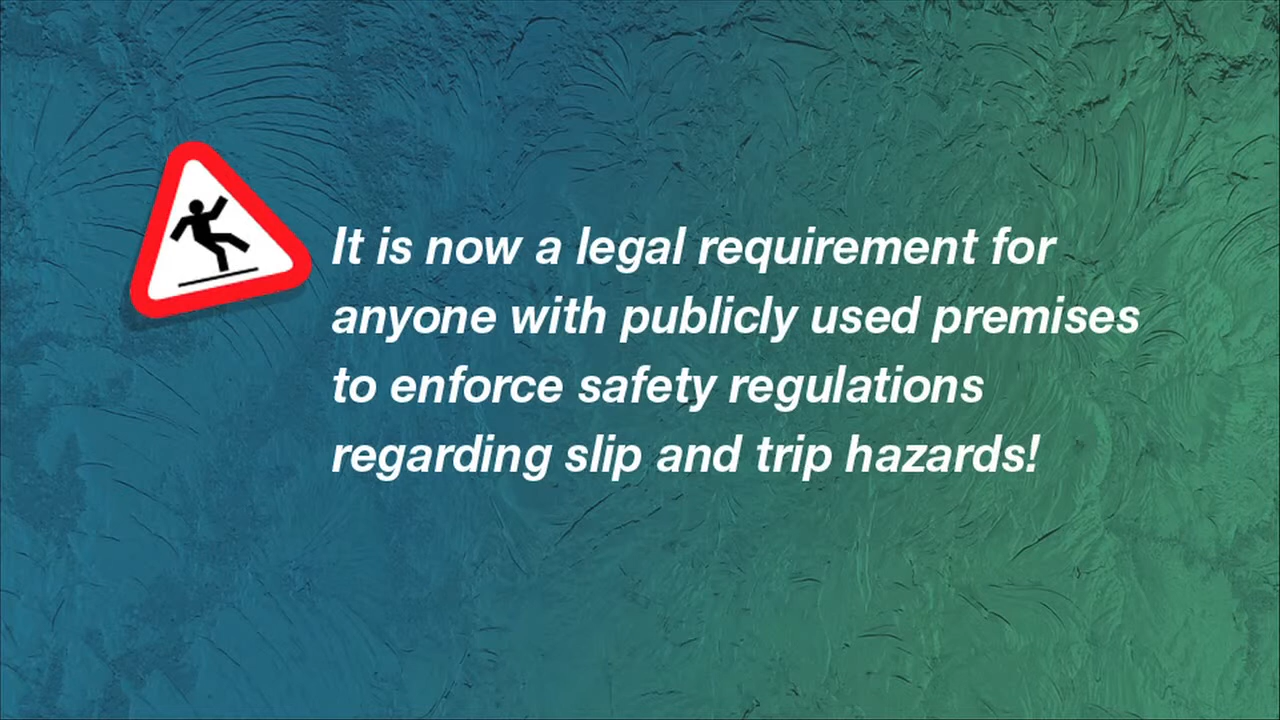 It is now a legal requirement for
anyone with publicly used premises
to enforce safety regulations
regarding slip and trip hazards!